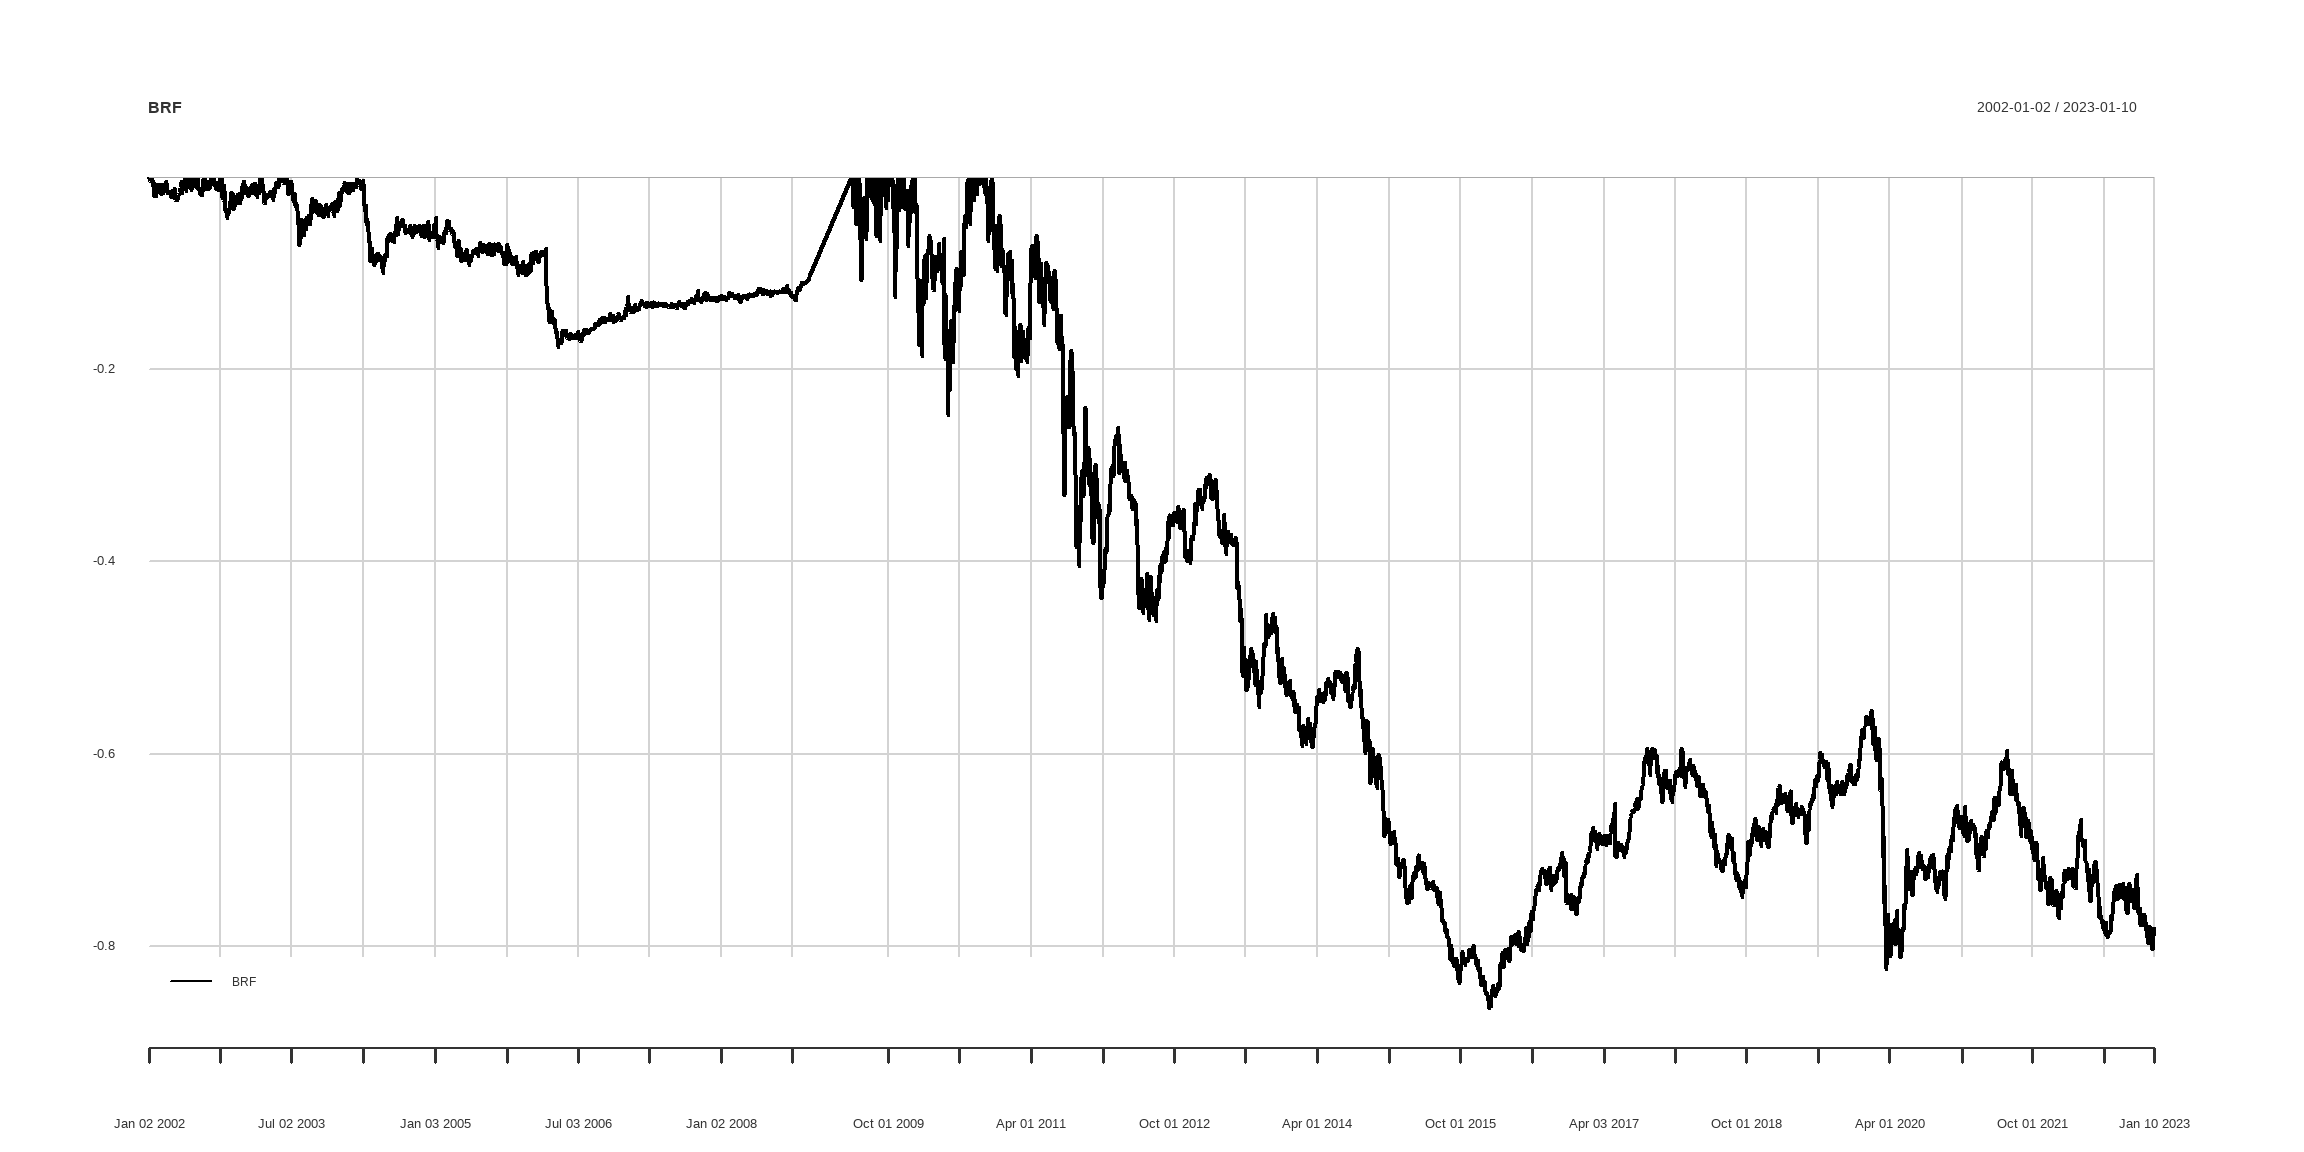 BRF
2002-01-02 / 2023-01-10
-0.2
-0.4
-0.6
-0.8
BRF
Jan 02 2002 Jul 02 2003 Jan 03 2005 Jul 03 2006 Jan 02 2008 Oct 01 2009 Apr 01 2011 Oct 01 2012 Apr 01 2014 Oct 01 2015 Apr 03 2017 Oct 01 2018 Apr 01 2020 Oct 01 2021 Jan 10 2023